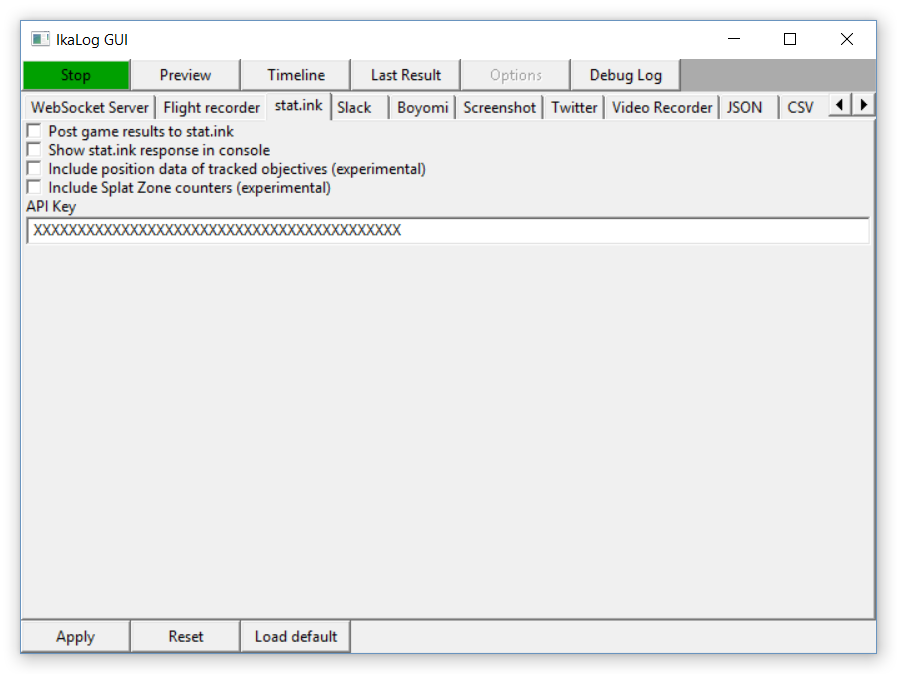 IkaLog GUI
Stop Preview Timeline Last Result Options Debug Log
WebSocket Server Flight recorder stat.ink Slack Boyomi Screenshot Twitter Video Recorder JSON CSV
Post game results to stat.ink
Show stat.ink response in console
Include position data of tracked objectives (experimental)
Include Splat Zone counters (experimental)
API Key
XXXXXXXXXXXXXXXXXXXXXXXXXXXXXXXXXXXXXXXXXXX
Apply Reset Load default